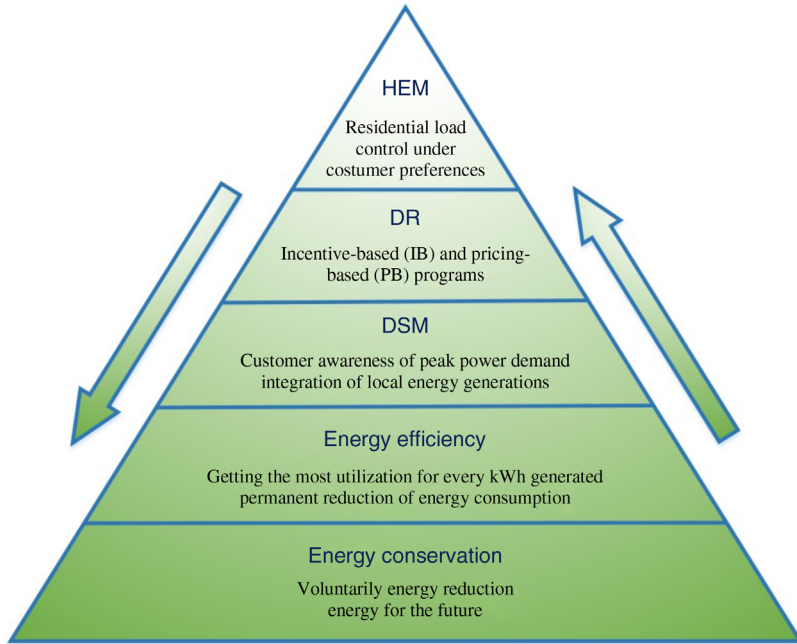 HEM
Residential load
control under
costumer preferences
DR
Incentive-based (IB) and pricing-
based (PB) programs
DSM
Customer awareness of peak power demand
integration of local energy generations
Energy efficiency
Getting the most utilization for every kWh generated
permanent reduction of energy consumption
Energy conservation
Voluntarily energy reduction
energy for the future